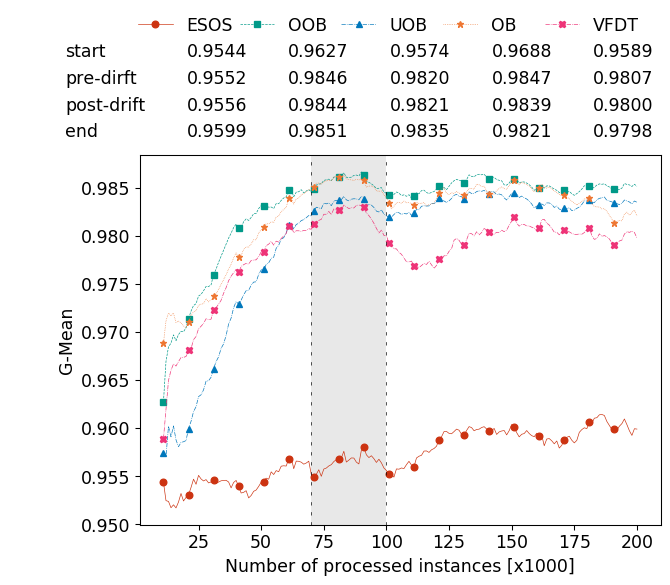 ESOS OOB UOB OB VFDT
start 0.9544 0.9627 0.9574 0.9688 0.9589
pre-dirft 0.9552 0.9846 0.9820 0.9847 0.9807
post-drift 0.9556 0.9844 0.9821 0.9839 0.9800
end 0.9599 0.9851 0.9835 0.9821 0.9798
G-Mean
0.985
0.980
0.975
0.970
0.965
0.960
0.955
0.950
25 50 75 100 125 150 175 200
Number of processed instances [x1000]